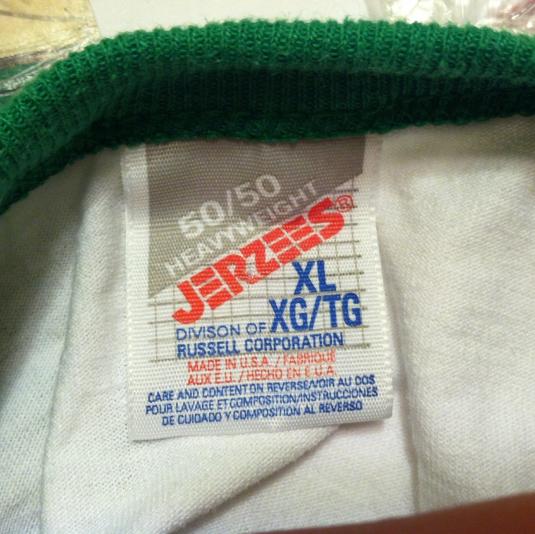 50/50
HEAVYWEIGHT
JERZEES®
XL
XG/TG
DIVISON OF
RUSSELL CORPORATION
MADE IN U.S.A. / FABRIQUÉ
AUX E.U. / HECHO EN E.U.A.
CARE AND CONTENT ON REVERSE/VOIR AU DOS
POUR LAVAGE ET COMPOSITION/INSTRUCCIONES
DE CUIDADO Y COMPOSITION AL REVERSO